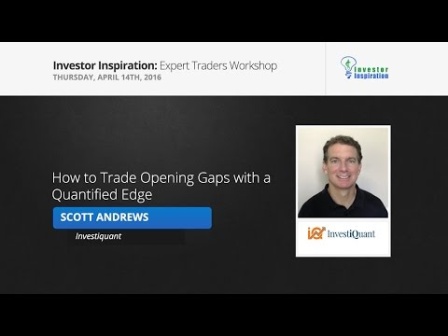 Investor Inspiration: Expert Traders Workshop
THURSDAY, APRIL 14TH, 2016
Investor
Inspiration
How to Trade Opening Gaps with a
Quantified Edge
SCOTT ANDREWS
Investiquant
InvestiQuant